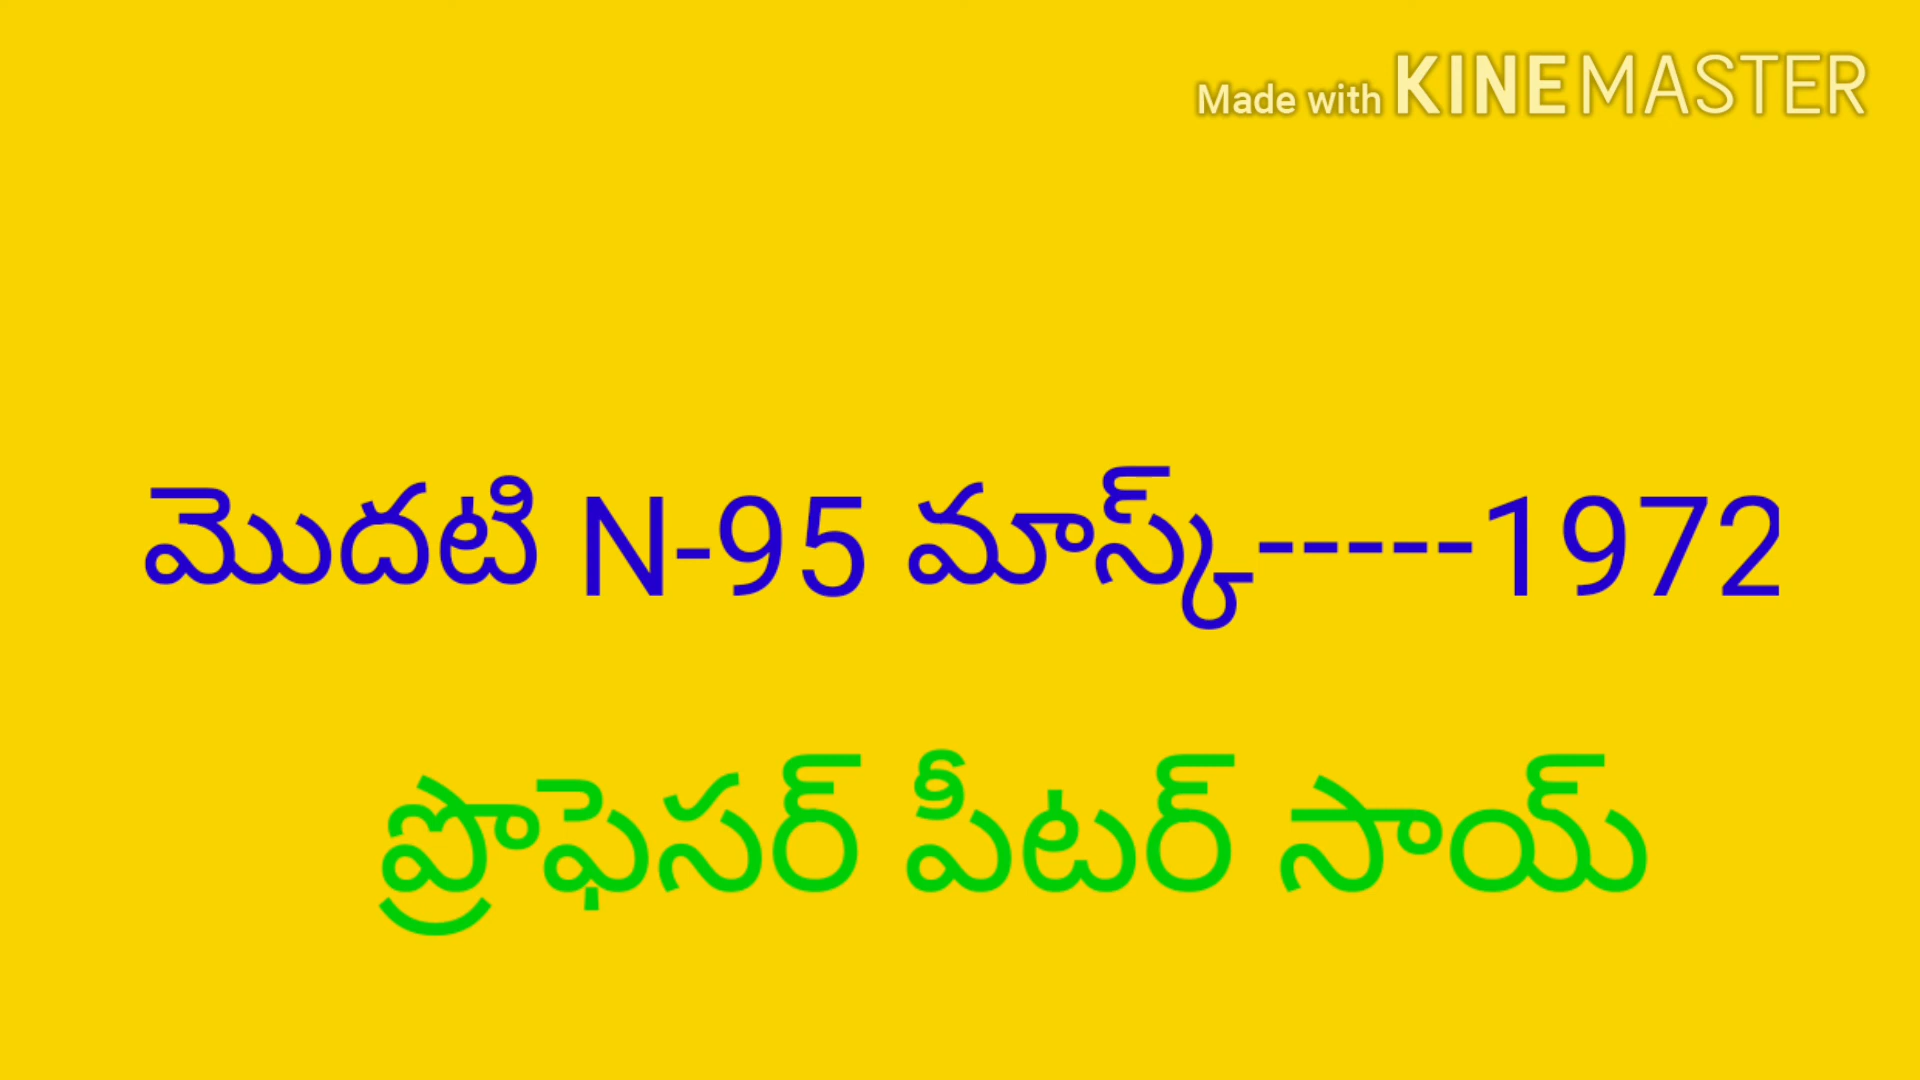 Made with KINEMASTER
మొదటి N-95 మాస్క్-----1972
ప్రొఫెసర్ పీటర్ సాయ్